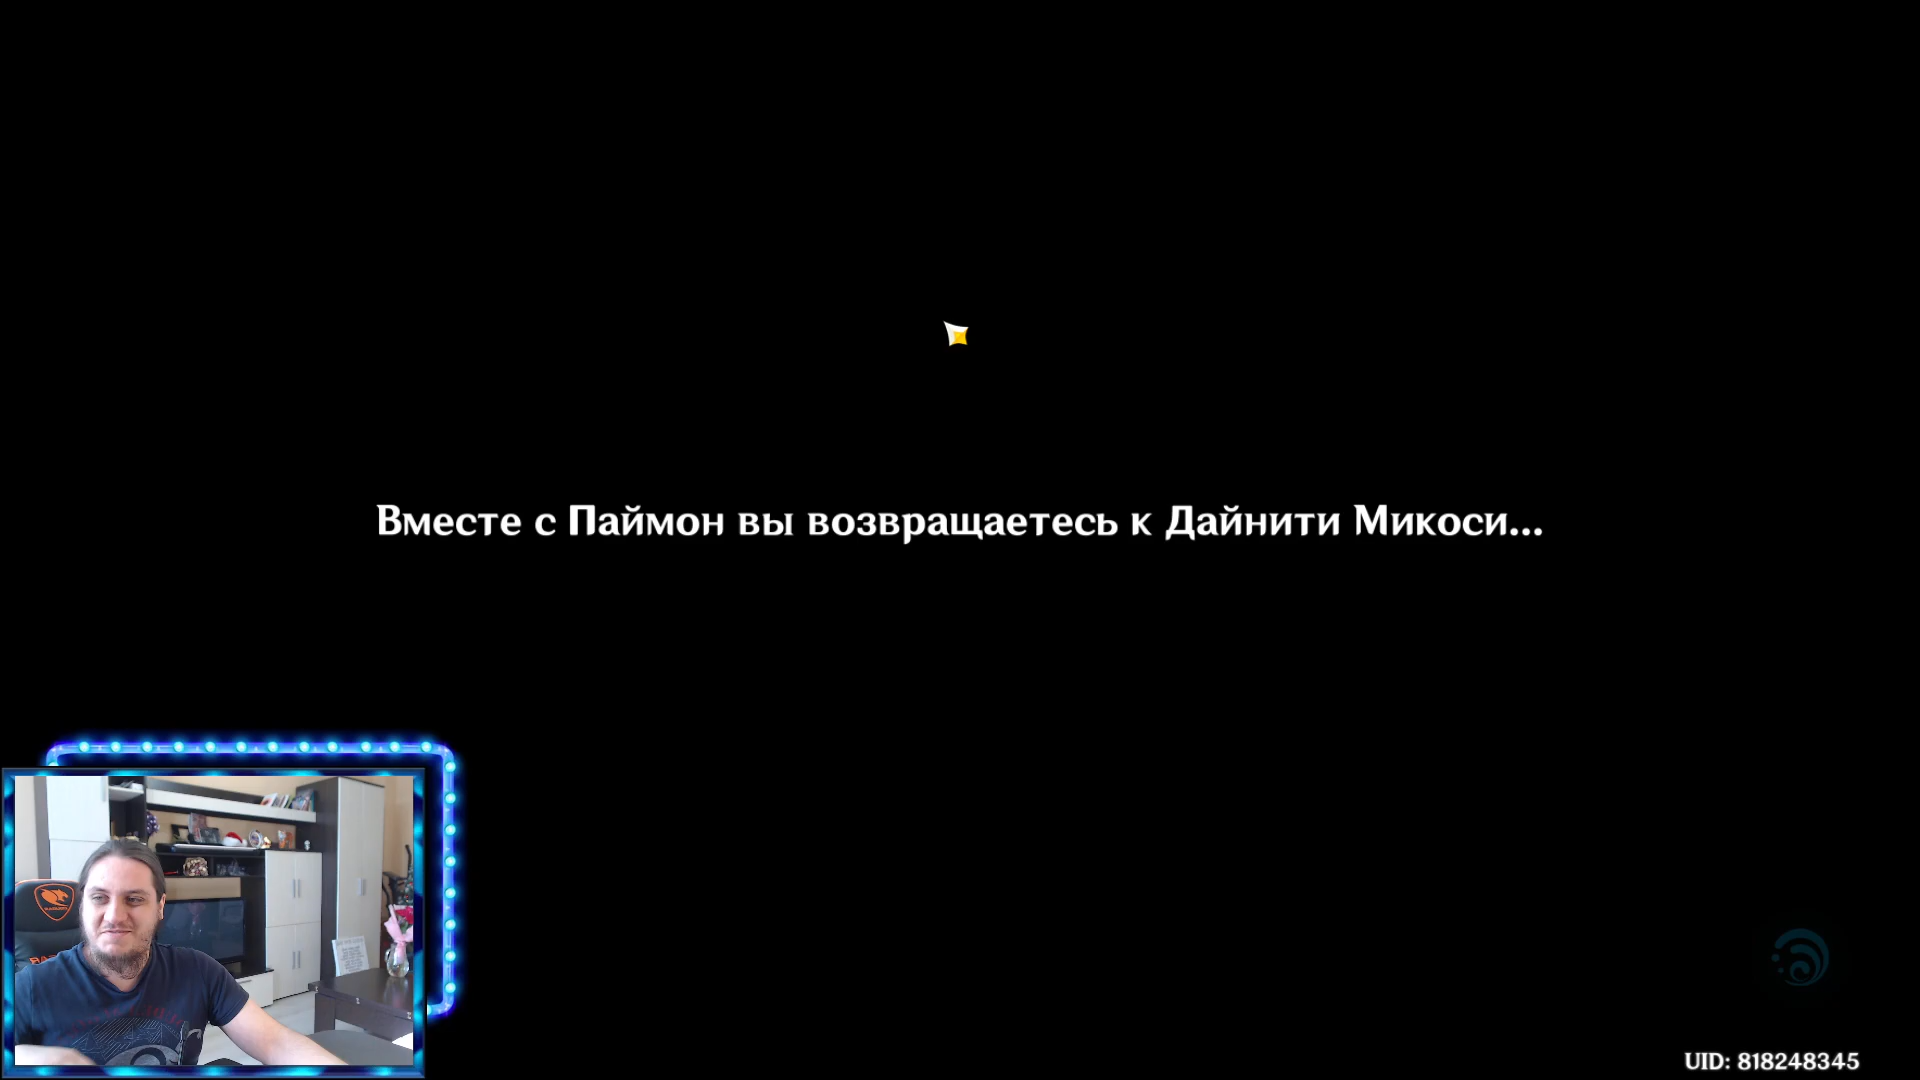 Вместе с Паймон вы возвращаетесь к Дайнити Микоси...
UID: 818248345